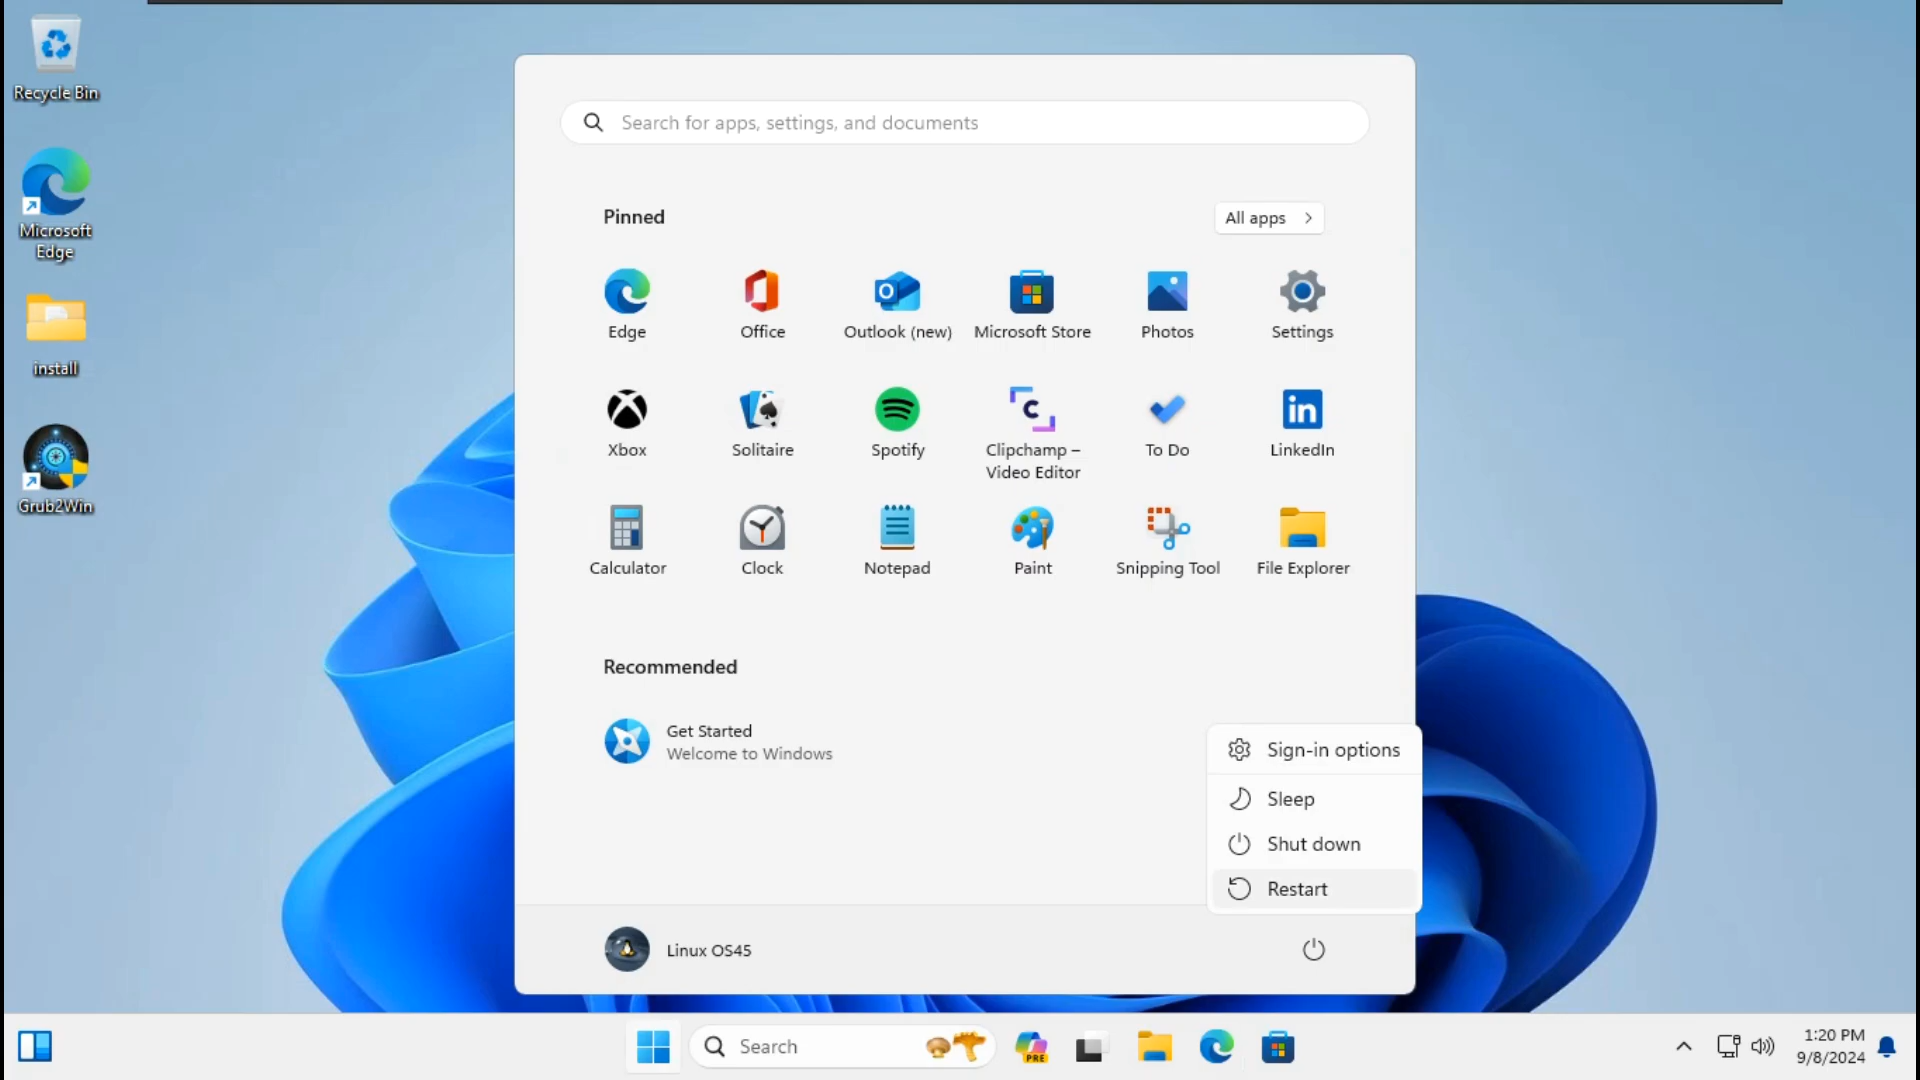 Recycle Bin
Microsoft
Edge
install
Grub2Win
Search for apps, settings, and documents
Pinned
All apps
Edge
Office
Outlook (new)
Microsoft Store
Photos
Settings
Xbox
Solitaire
Spotify
Clipchamp –
Video Editor
To Do
LinkedIn
Calculator
Clock
Notepad
Paint
Snipping Tool
File Explorer
Recommended
Get Started
Welcome to Windows
Sign-in options
Sleep
Shut down
Restart
Linux OS45
Search
PRE
1:20 PM
9/8/2024